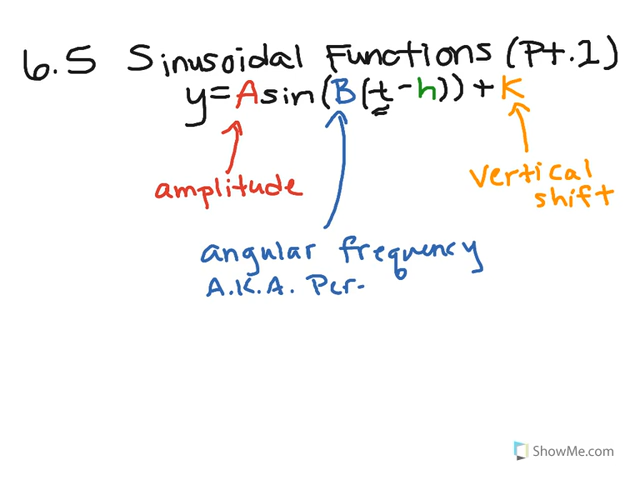 6.5 Sinusoidal Functions (Pt.1)
y=Asin(B(t-h))+K
amplitude
vertical
shift
angular frequency
A.K.A. Per-
ShowMe.com